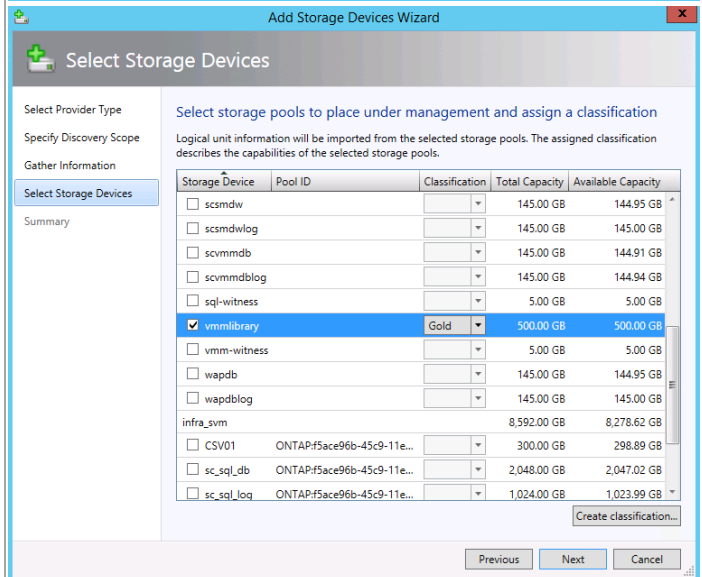 Add Storage Devices Wizard
x
Select Storage Devices
Select Provider Type
Specify Discovery Scope
Gather Information
Select Storage Devices
Summary
Select storage pools to place under management and assign a classification
Logical unit information will be imported from the selected storage pools. The assigned classification
describes the capabilities of the selected storage pools.
Storage Device Pool ID Classification Total Capacity Available Capacity
scsmdw 145.00 GB 144.95 GB
scsmdwlog 145.00 GB 145.00 GB
scvmmdb 145.00 GB 144.91 GB
scvmmdblog 145.00 GB 144.94 GB
sql-witness 5.00 GB 5.00 GB
vmmlibrary Gold 500.00 GB 500.00 GB
vmm-witness 5.00 GB 5.00 GB
wapdb 145.00 GB 144.95 GB
wapdblog 145.00 GB 145.00 GB
infra_svm 8,592.00 GB 8,278.62 GB
CSV01 ONTAP:f5ace96b-45c9-11e... 300.00 GB 298.89 GB
sc_sql_db ONTAP:f5ace96b-45c9-11e... 2,048.00 GB 2,047.02 GB
sc_sql_log ONTAP:f5ace96b-45c9-11e... 1,024.00 GB 1,023.99 GB
Create classification...
Previous Next Cancel